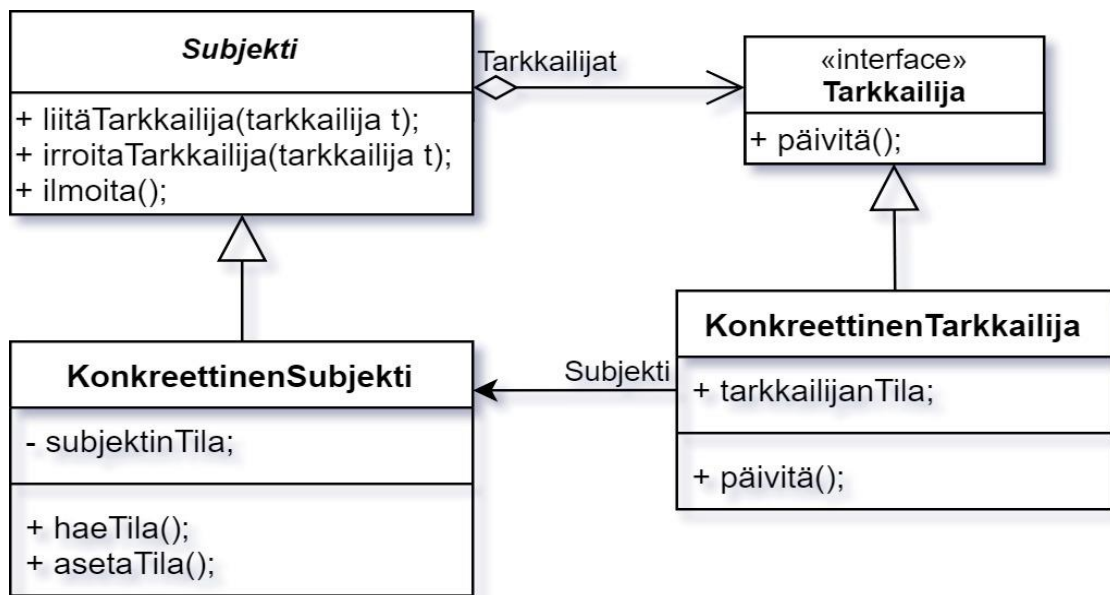 Subjekti
+ liitäTarkkailija(tarkkailija t);
+ irroitaTarkkailija(tarkkailija t);
+ ilmoita();
Tarkkailijat
«interface»
Tarkkailija
+ päivitä();
KonkreettinenSubjekti
- subjektinTila;
+ haeTila();
+ asetaTila();
Subjekti
KonkreettinenTarkkailija
+ tarkkailijanTila;
+ päivitä();